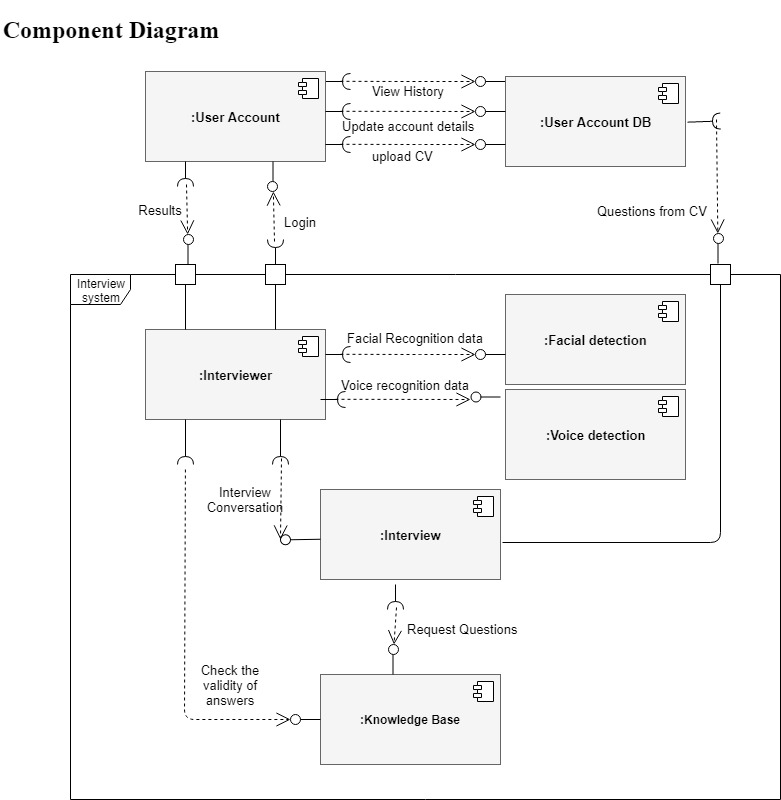 Component Diagram
:User Account
View History
Update account details
upload CV
:User Account DB
Results
Login
Questions from CV
Interview
system
:Interviewer
Facial Recognition data
Voice recognition data
:Facial detection
:Voice detection
Interview
Conversation
:Interview
Request Questions
Check the
validity of
answers
:Knowledge Base